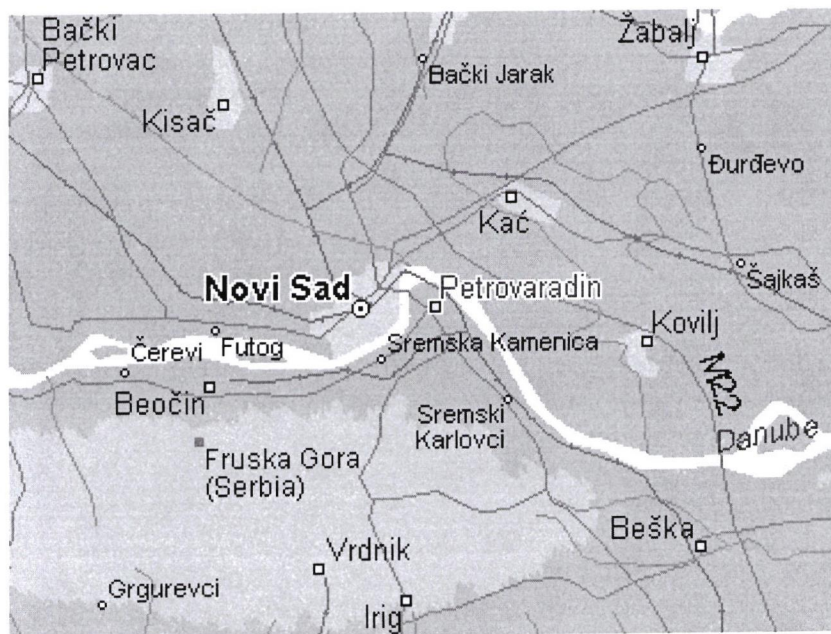 Bački
Petrovac
Kisač
Bački Jarak
Žabalj
Đurđevo
Kać
Šajkaš
Novi Sad
Petrovaradin
Kovilj
Čerevi
Futog
Sremska Kamenica
Beočin
M22
Sremski
Karlovci
Danube
Fruska Gora
(Serbia)
Beška
Vrdnik
Grgurevci
Irig